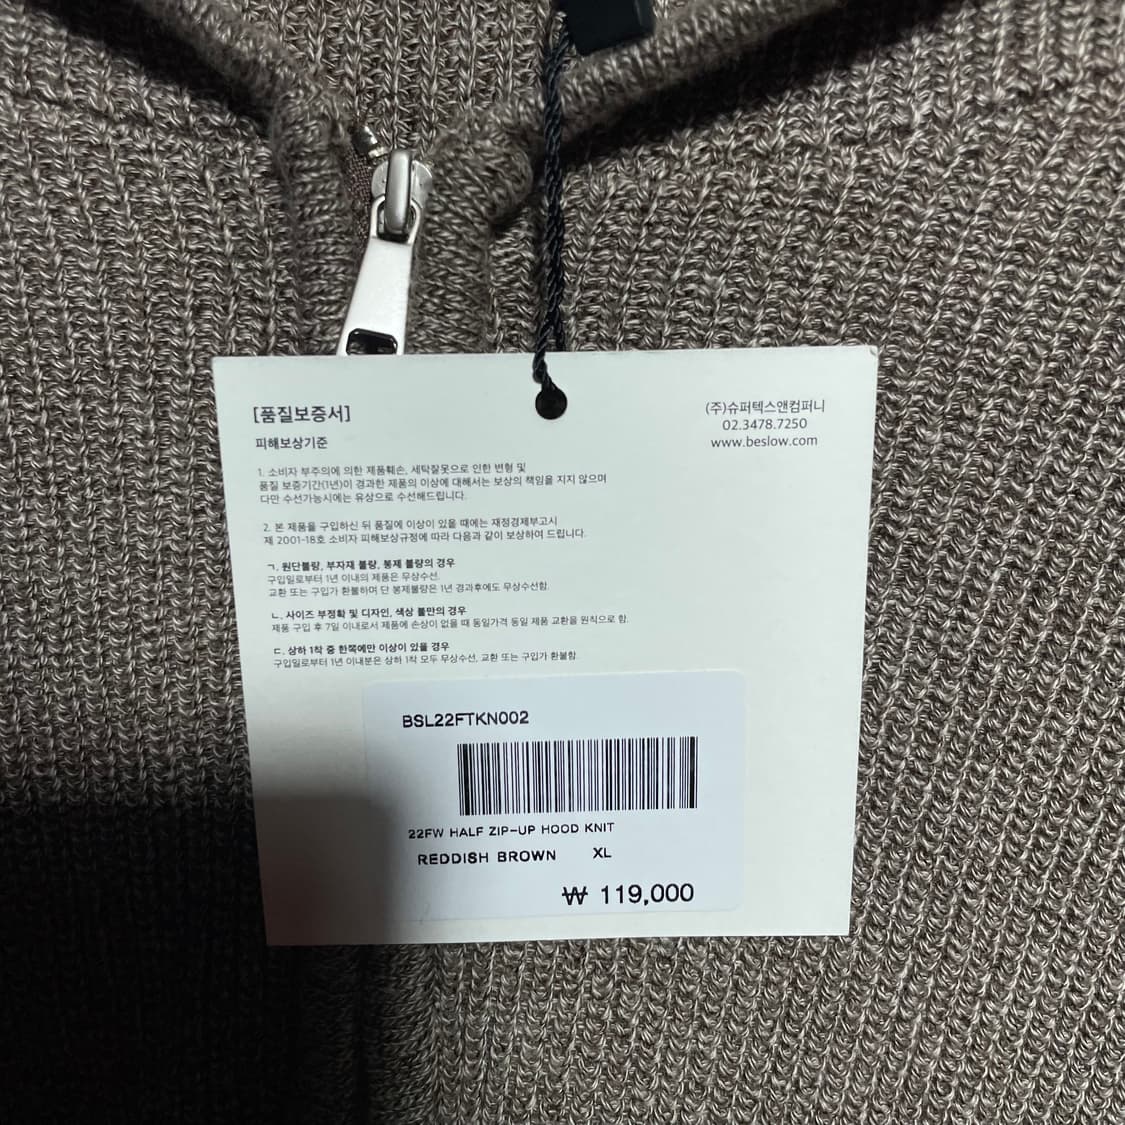 [품질보증서]
피해보상기준
(주)슈퍼텍스앤컴퍼니
02.3478.7250
www.beslow.com
1. 소비자 부주의에 의한 제품훼손, 세탁잘못으로 인한 변형 및
품질 보증기간(1년)이 경과한 제품의 이상에 대해서는 보상의 책임을 지지 않으며
다만 수선가능시에는 유상으로 수선해드립니다.
2. 본 제품을 구입하신 뒤 품질에 이상이 있을 때에는 재정경제부고시
제 2001-18호 소비자 피해보상규정에 따라 다음과 같이 보상하여 드립니다.
ㄱ. 원단불량, 부자재 불량, 봉제 불량의 경우
구입일로부터 1년 이내의 제품은 무상수선.
교환 또는 구입가 환불하며 단 봉제불량은 1년 경과후에도 무상수선함.
ㄴ. 사이즈 부정확 및 디자인, 색상 불만의 경우
제품 구입 후 7일 이내로서 제품에 손상이 없을 때 동일가격 동일 제품 교환을 원칙으로 함.
ㄷ. 상하 1착 중 한쪽에만 이상이 있을 경우
구입일로부터 1년 이내분은 상하 1착 모두 무상수선, 교환 또는 구입가 환불함.
BSL22FTKN002
22FW HALF ZIP-UP HOOD KNIT
REDDISH BROWN XL
₩ 119,000